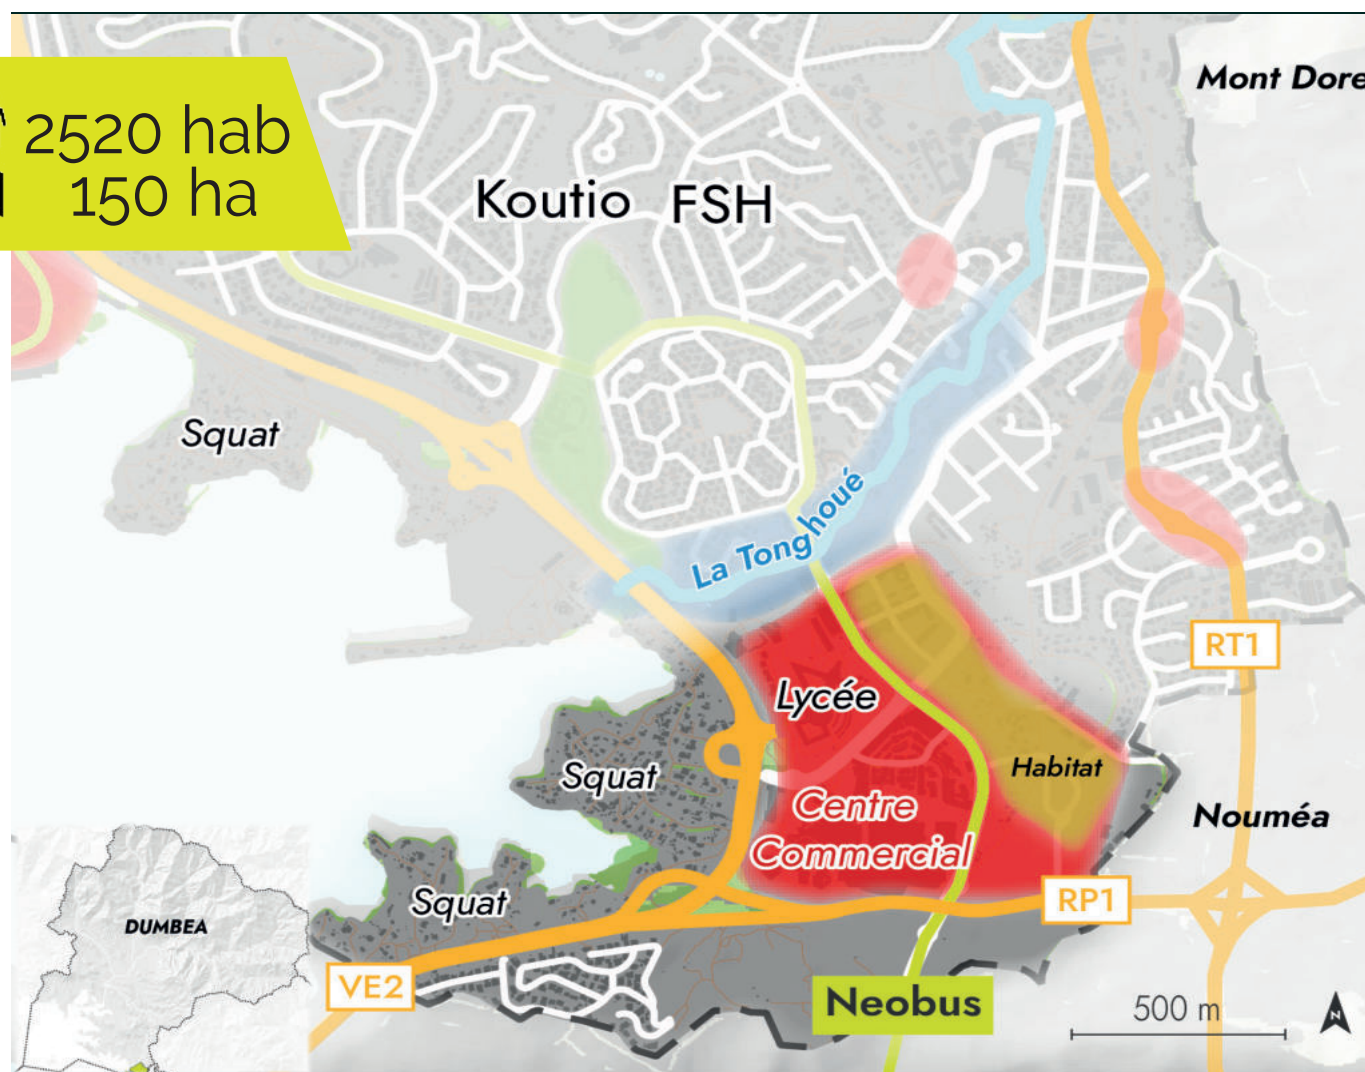 2520 hab
150 ha
Mont Dore
Koutio FSH
Squat
La Tonghoué
RT1
Lycée
Squat
Habitat
Centre
Commercial
Nouméa
Squat
RP1
DUMBEA
VE2
Neobus
500 m
N